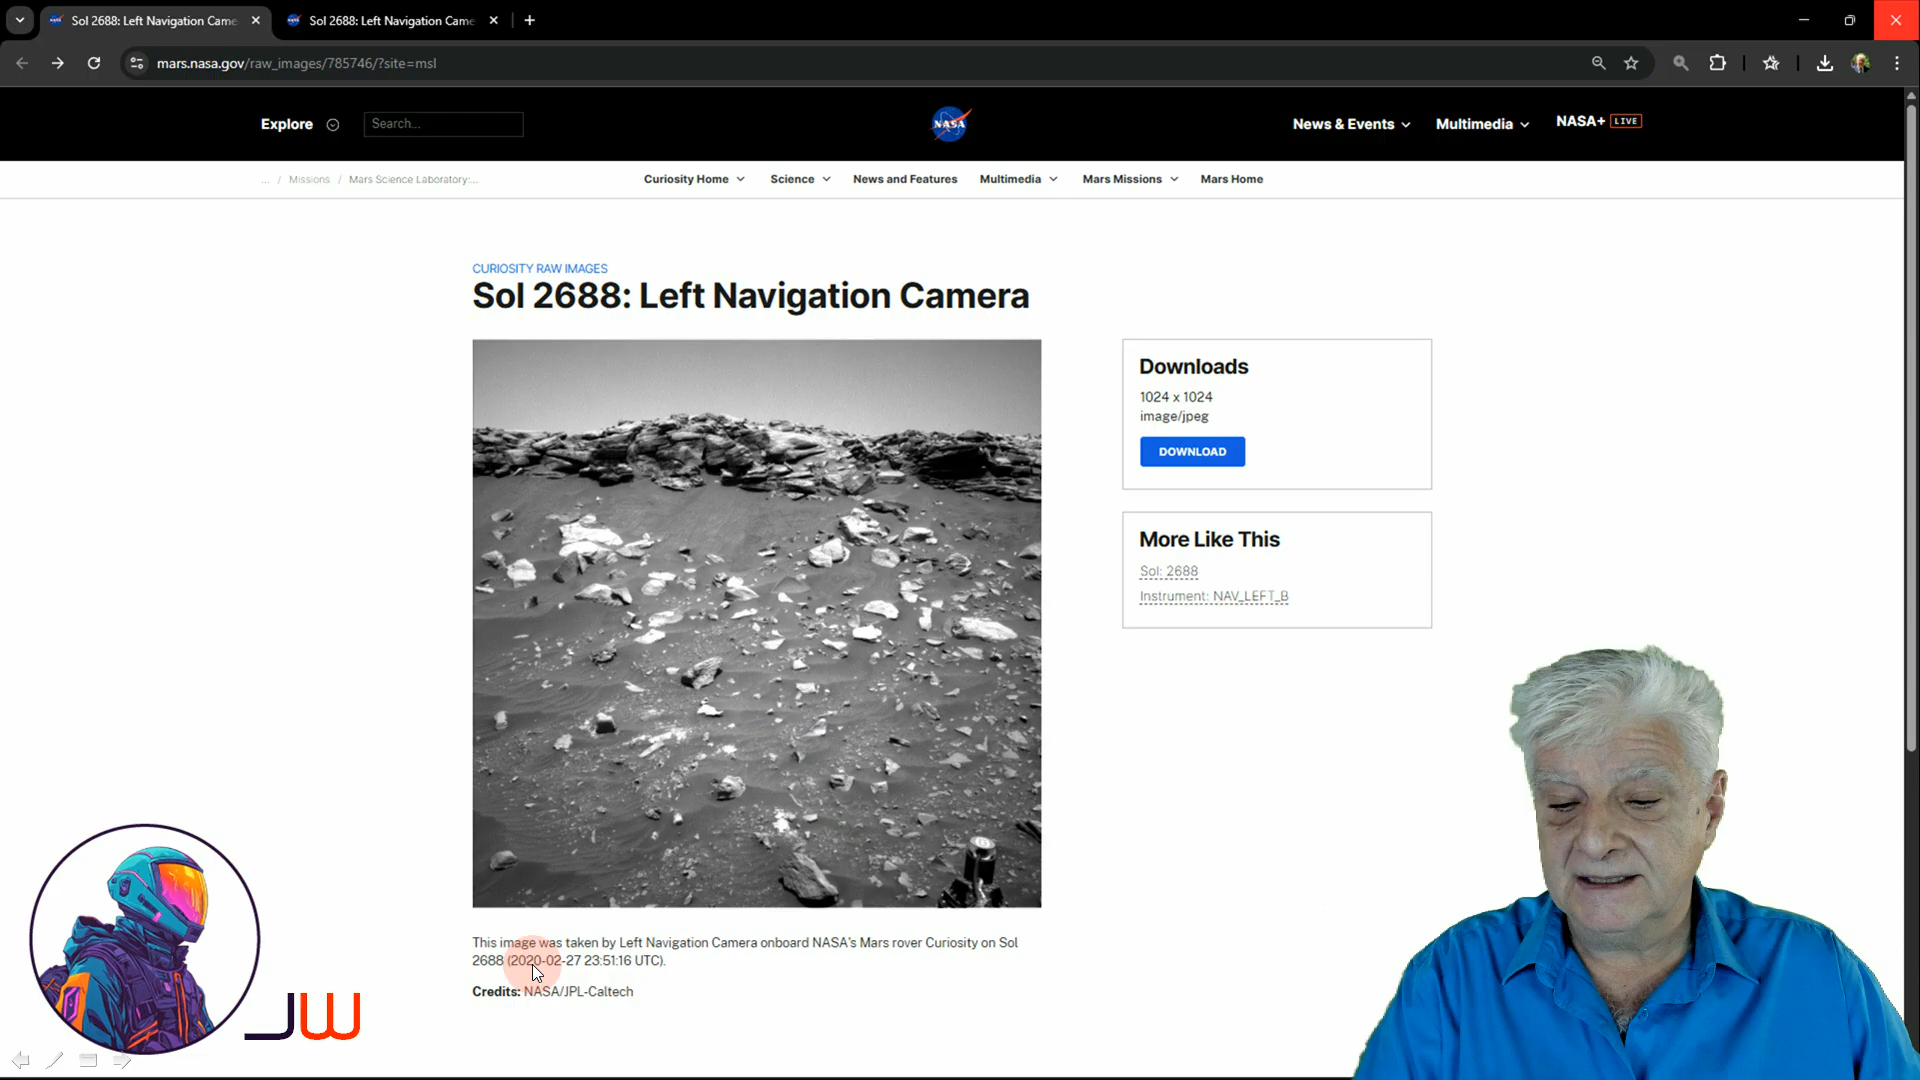 Sol 2688: Left Navigation Came
Sol 2688: Left Navigation Came
mars.nasa.gov/raw_images/785746/?site=msl
Explore
Search...
NASA
News & Events
Multimedia
NASA+ LIVE
... / Missions / Mars Science Laboratory:...
Curiosity Home
Science
News and Features
Multimedia
Mars Missions
Mars Home
CURIOSITY RAW IMAGES
Sol 2688: Left Navigation Camera
Downloads
1024 x 1024
image/jpeg
DOWNLOAD
More Like This
Sol: 2688
Instrument: NAV_LEFT_B
This image was taken by Left Navigation Camera onboard NASA's Mars rover Curiosity on Sol
2688 (2020-02-27 23:51:16 UTC).
Credits: NASA/JPL-Caltech
JW